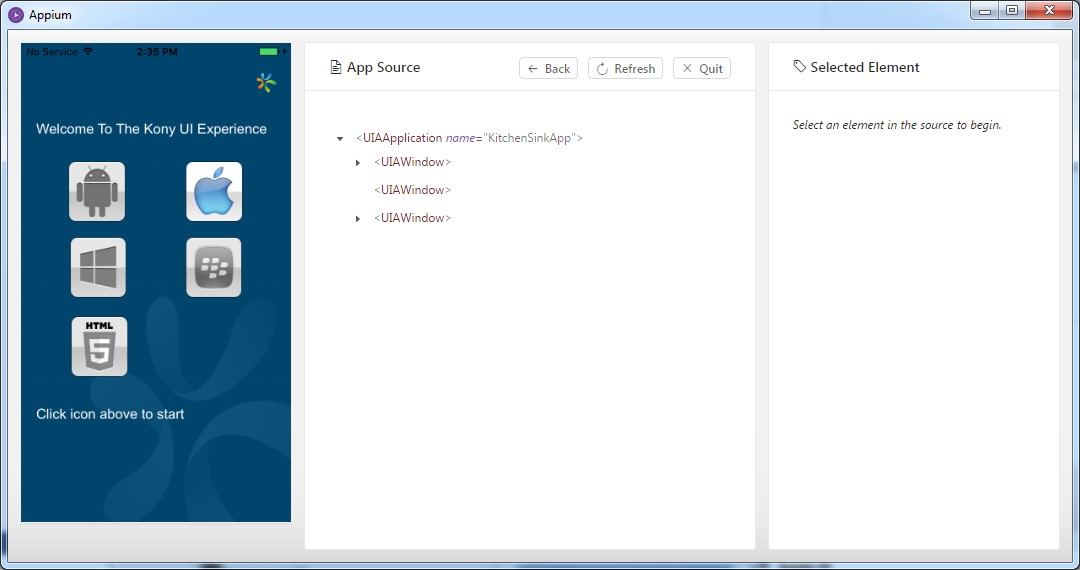 Appium
No Service 2:35 PM
Welcome To The Kony UI Experience
HTML
5
Click icon above to start
App Source
Back
Refresh
Quit
<UIAApplication name="KitchenSinkApp">
<UIAWindow>
<UIAWindow>
<UIAWindow>
Selected Element
Select an element in the source to begin.